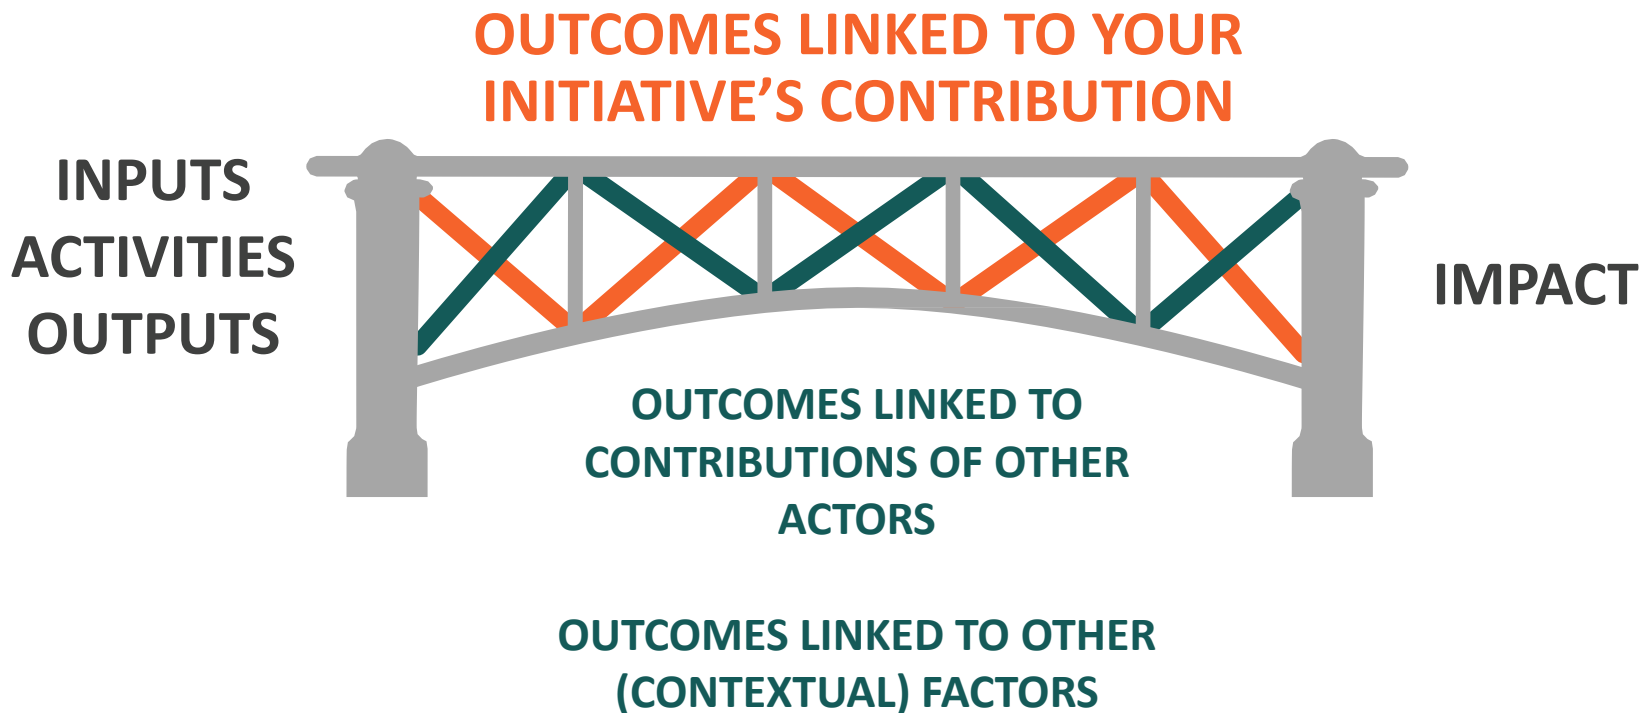 OUTCOMES LINKED TO YOUR
INITIATIVE’S CONTRIBUTION
INPUTS
ACTIVITIES
OUTPUTS
IMPACT
OUTCOMES LINKED TO
CONTRIBUTIONS OF OTHER
ACTORS
OUTCOMES LINKED TO OTHER
(CONTEXTUAL) FACTORS